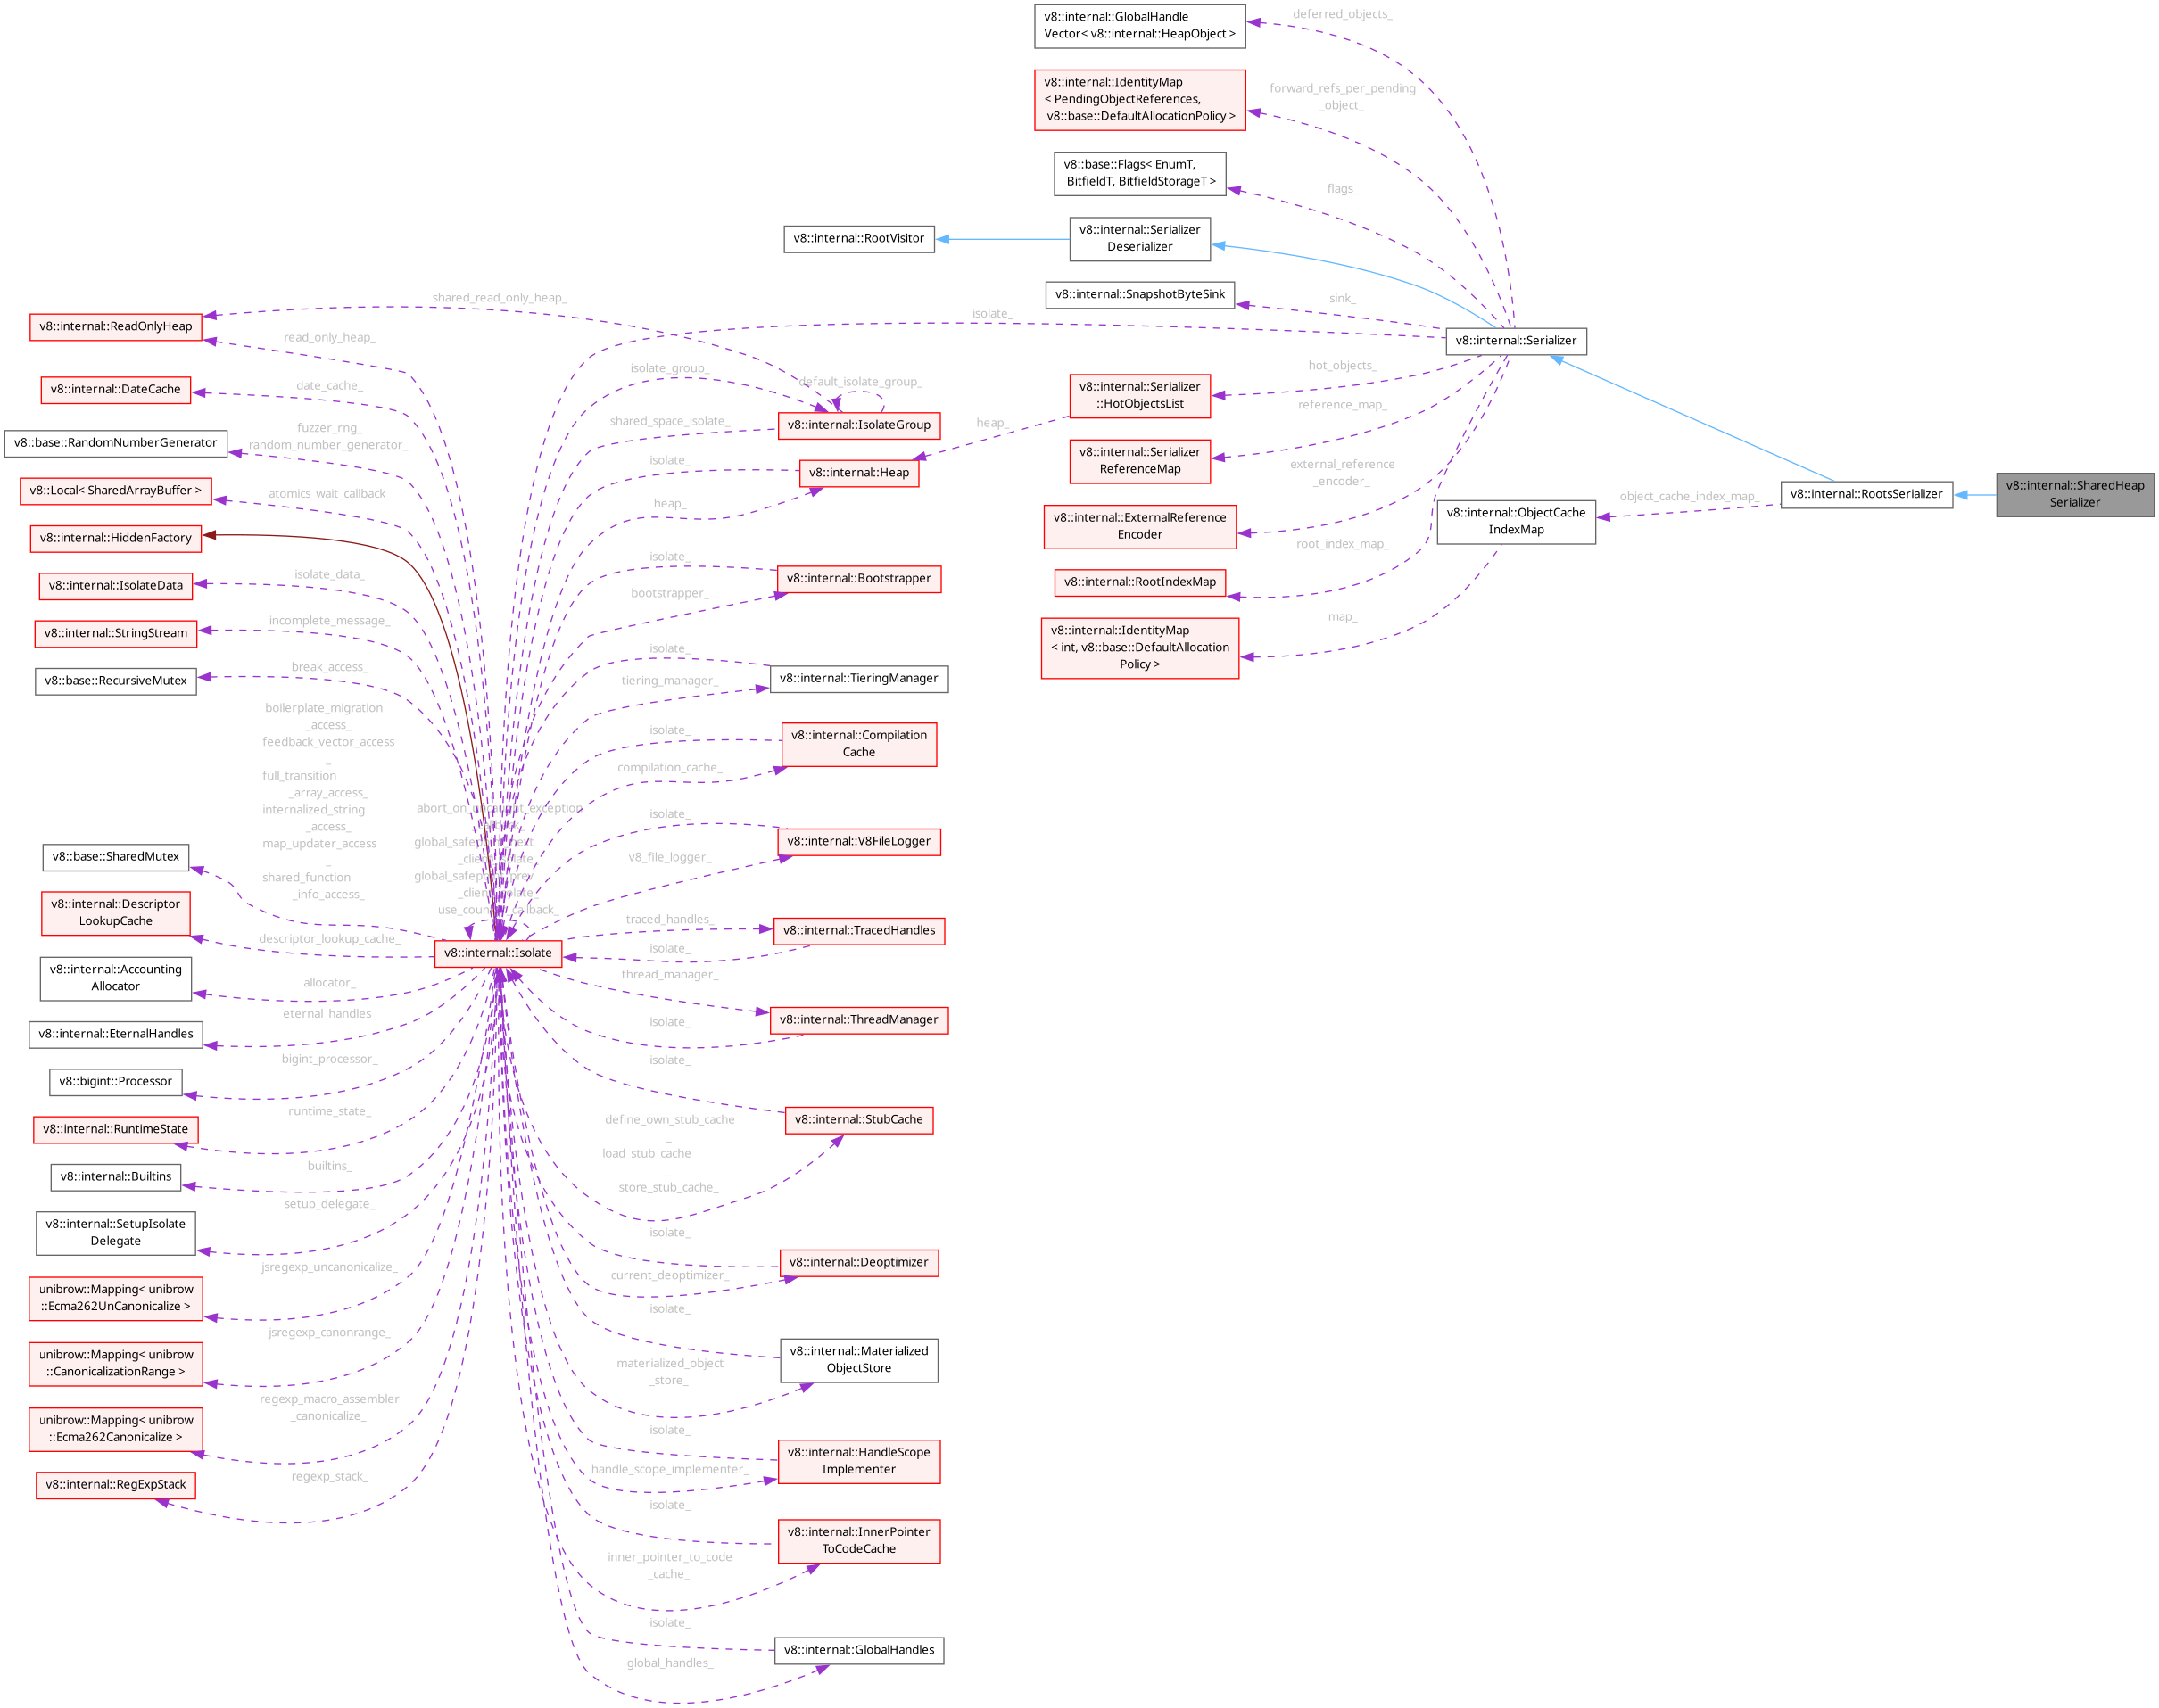 v8::internal::GlobalHandle
Vector< v8::internal::HeapObject >
deferred_objects_
v8::internal::IdentityMap
< PendingObjectReferences,
v8::base::DefaultAllocationPolicy >
forward_refs_per_pending
_object_
v8::base::Flags< EnumT,
BitfieldT, BitfieldStorageT >
flags_
v8::internal::RootVisitor
v8::internal::Serializer
Deserializer
v8::internal::SnapshotByteSink
sink_
v8::internal::Serializer
isolate_
hot_objects_
v8::internal::Serializer
::HotObjectsList
heap_
reference_map_
v8::internal::Serializer
ReferenceMap
external_reference
_encoder_
v8::internal::ExternalReference
Encoder
root_index_map_
v8::internal::RootIndexMap
v8::internal::ObjectCache
IndexMap
object_cache_index_map_
v8::internal::RootsSerializer
v8::internal::SharedHeap
Serializer
map_
v8::internal::IdentityMap
< int, v8::base::DefaultAllocation
Policy >
shared_read_only_heap_
v8::internal::ReadOnlyHeap
read_only_heap_
v8::internal::DateCache
date_cache_
v8::base::RandomNumberGenerator
fuzzer_rng_
random_number_generator_
v8::Local< SharedArrayBuffer >
atomics_wait_callback_
v8::internal::HiddenFactory
v8::internal::IsolateData
isolate_data_
v8::internal::StringStream
incomplete_message_
v8::base::RecursiveMutex
break_access_
boilerplate_migration
_access_
feedback_vector_access
_
full_transition
_array_access_
internalized_string
_access_
map_updater_access
_
shared_function
_info_access_
v8::base::SharedMutex
v8::internal::Descriptor
LookupCache
descriptor_lookup_cache_
v8::internal::Accounting
Allocator
allocator_
v8::internal::EternalHandles
eternal_handles_
v8::bigint::Processor
bigint_processor_
v8::internal::RuntimeState
runtime_state_
v8::internal::Builtins
builtins_
v8::internal::SetupIsolate
Delegate
setup_delegate_
unibrow::Mapping< unibrow
::Ecma262UnCanonicalize >
jsregexp_uncanonicalize_
unibrow::Mapping< unibrow
::CanonicalizationRange >
jsregexp_canonrange_
unibrow::Mapping< unibrow
::Ecma262Canonicalize >
regexp_macro_assembler
_canonicalize_
v8::internal::RegExpStack
regexp_stack_
v8::internal::Isolate
use_counter_callback_
isolate_group_
default_isolate_group_
v8::internal::IsolateGroup
shared_space_isolate_
isolate_
v8::internal::Heap
heap_
isolate_
v8::internal::Bootstrapper
bootstrapper_
isolate_
v8::internal::TieringManager
tiering_manager_
isolate_
v8::internal::Compilation
Cache
compilation_cache_
isolate_
v8::internal::V8FileLogger
v8_file_logger_
traced_handles_
v8::internal::TracedHandles
isolate_
thread_manager_
v8::internal::ThreadManager
isolate_
isolate_
v8::internal::StubCache
define_own_stub_cache
_
load_stub_cache
_
store_stub_cache_
isolate_
v8::internal::Deoptimizer
current_deoptimizer_
isolate_
v8::internal::Materialized
ObjectStore
materialized_object
_store_
isolate_
v8::internal::HandleScope
Implementer
handle_scope_implementer_
isolate_
v8::internal::InnerPointer
ToCodeCache
inner_pointer_to_code
_cache_
isolate_
v8::internal::GlobalHandles
global_handles_